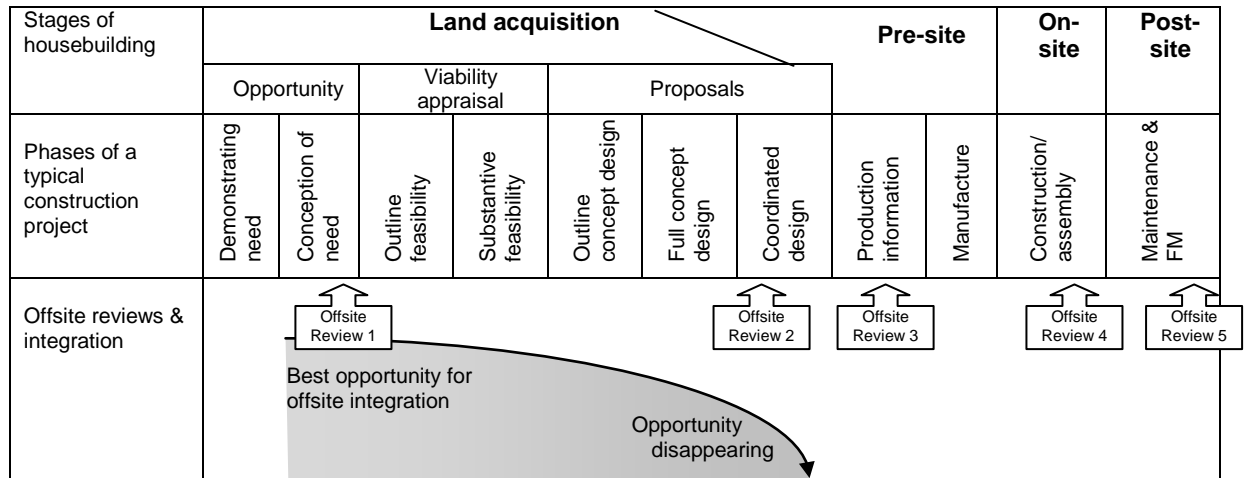 Stages of
housebuilding
Land acquisition
Pre-site
On-
site
Post-
site
Opportunity
Viability
appraisal
Proposals
Phases of a
typical
construction
project
Demonstrating
need
Conception of
need
Outline
feasibility
Substantive
feasibility
Outline
concept design
Full concept
design
Coordinated
design
Production
information
Manufacture
Construction/
assembly
Maintenance &
FM
Offsite reviews &
integration
Offsite
Review 1
Offsite
Review 2
Offsite
Review 3
Offsite
Review 4
Offsite
Review 5
Best opportunity for
offsite integration
Opportunity
disappearing